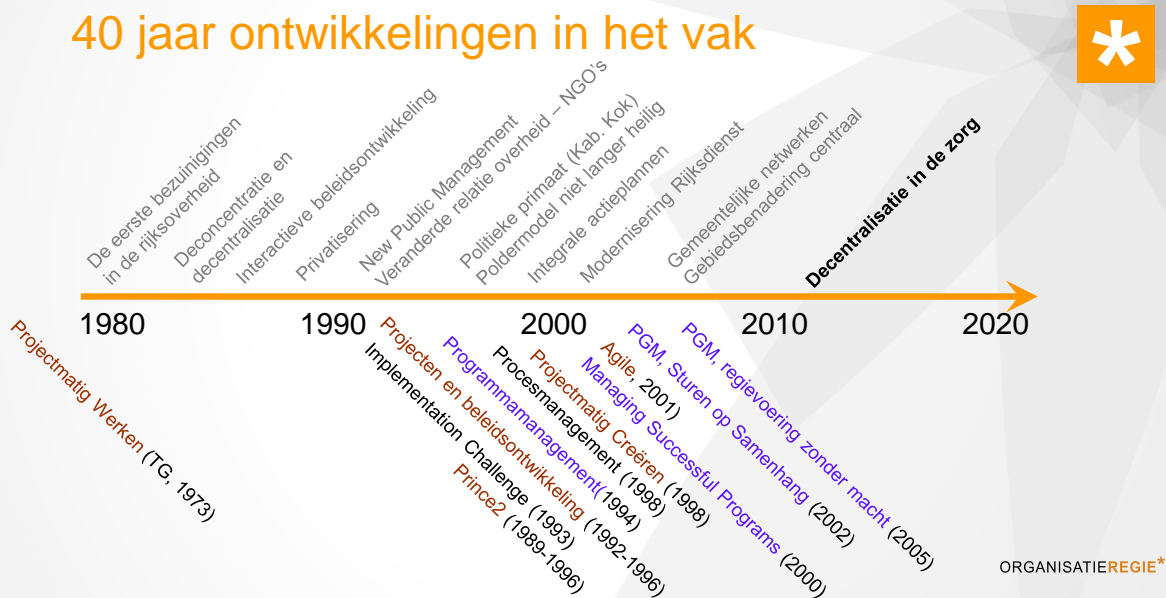 40 jaar ontwikkelingen in het vak
*
De eerste bezuinigingen
in de rijksoverheid
Deconcentratie en
decentralisatie
Interactieve beleidsontwikkeling
Privatisering
New Public Management
Veranderde relatie overheid – NGO's
Politieke primaat (Kab. Kok)
Poldermodel niet langer heilig
Integrale actieplannen
Modernisering Rijksdienst
Gemeentelijke netwerken
Gebiedsbenadering centraal
Decentralisatie in de zorg
1980
1990
2000
2010
2020
Projectmatig Werken (TG, 1973)
Prince2 (1989-1996)
Implementation Challenge (1993)
Projecten en beleidsontwikkeling (1992-1996)
Programmamanagement(1994)
Procesmanagement (1998)
Projectmatig Creëren (1998)
Agile, 2001)
Managing Successful Programs (2000)
PGM, Sturen op Samenhang (2002)
PGM, regievoering zonder macht (2005)
ORGANISATIEREGIE*